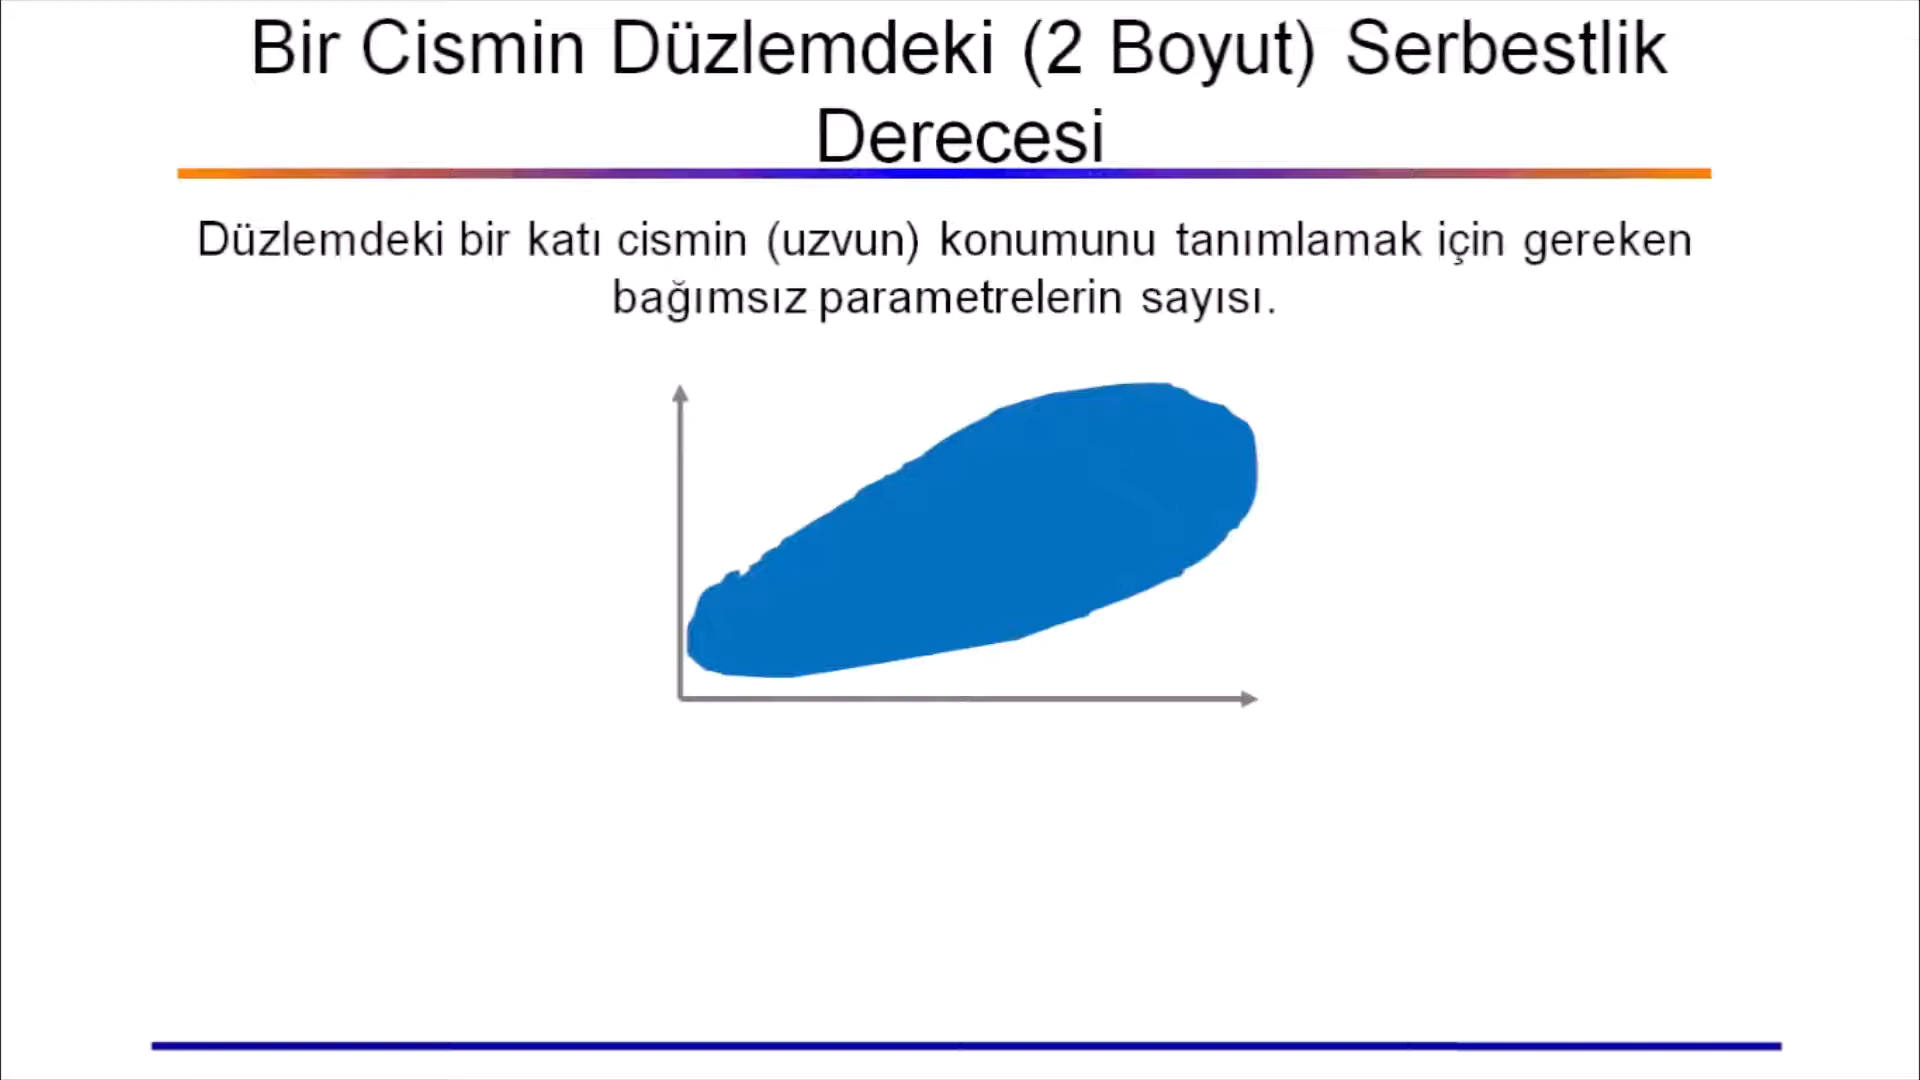 Bir Cismin Düzlemdeki (2 Boyut) Serbestlik
Derecesi
Düzlemdeki bir katı cismin (uzvun) konumunu tanımlamak için gereken
bağımsız parametrelerin sayısı.